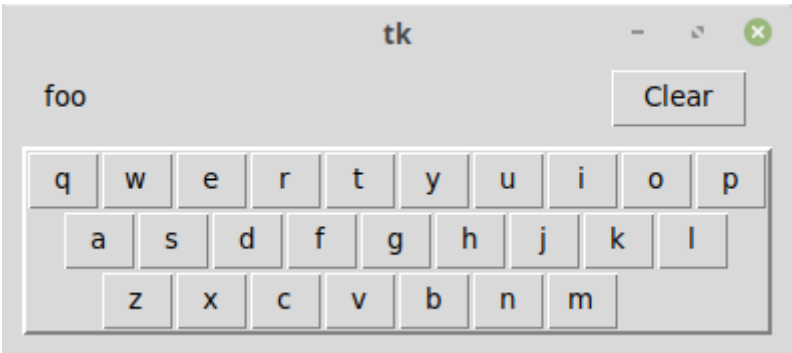 tk
foo Clear
q w e r t y u i o p
a s d f g h j k l
z x c v b n m